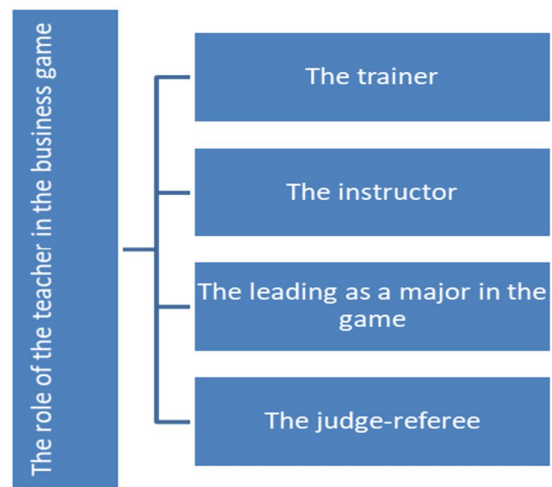 The role of the teacher in the business game
The trainer
The instructor
The leading as a major in the
game
The judge-referee